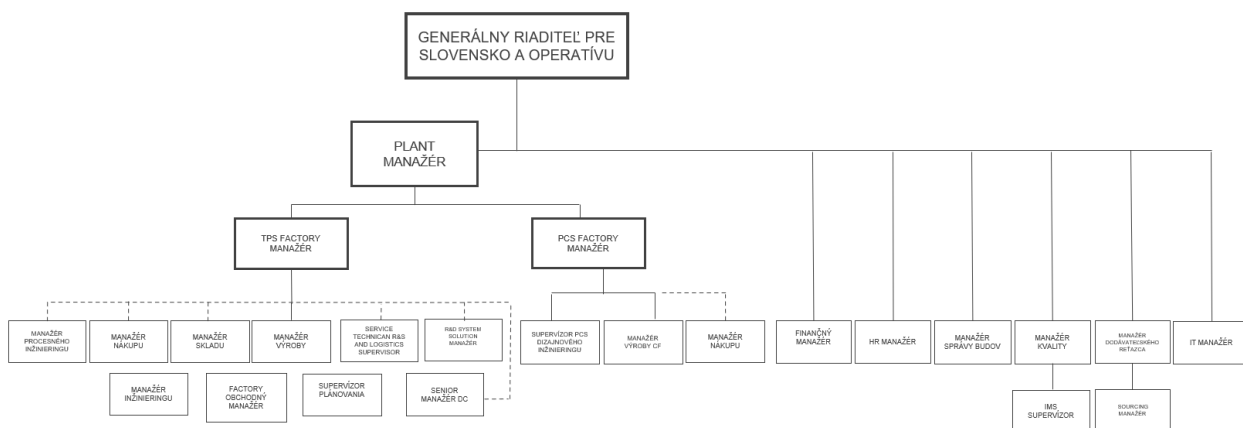 GENERÁLNY RIADITEĽ PRE
SLOVENSKO A OPERATÍVU
PLANT
MANAŽÉR
TPS FACTORY
MANAŽÉR
PCS FACTORY
MANAŽÉR
MANAŽÉR
PROCESNÉHO
INŽINIERINGU
MANAŽÉR
NÁKUPU
MANAŽÉR
SKLADU
MANAŽÉR
VÝROBY
SERVICE
TECHNICAN R&S
AND LOGISTICS
SUPERVISOR
R&D SYSTEM
SOLUTION
MANAŽÉR
SUPERVÍZOR PCS
DIZAJNOVÉHO
INŽINIERINGU
MANAŽÉR
VÝROBY CF
MANAŽÉR
NÁKUPU
FINANČNÝ
MANAŽÉR
HR MANAŽÉR
MANAŽÉR
SPRÁVY BUDOV
MANAŽÉR
KVALITY
MANAŽÉR
DODÁVATEĽSKÉHO
REŤAZCA
IT MANAŽÉR
MANAŽÉR
INŽINIERINGU
FACTORY
OBCHODNÝ
MANAŽÉR
SUPERVÍZOR
PLÁNOVANIA
SENIOR
MANAŽÉR DC
IMS
SUPERVÍZOR
SOURCING
MANAŽÉR